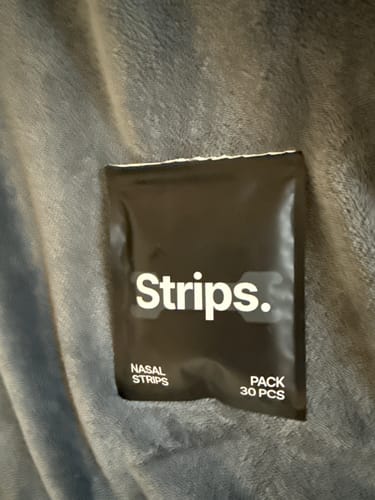 Strips.
NASAL
STRIPS
PACK
30 PCS